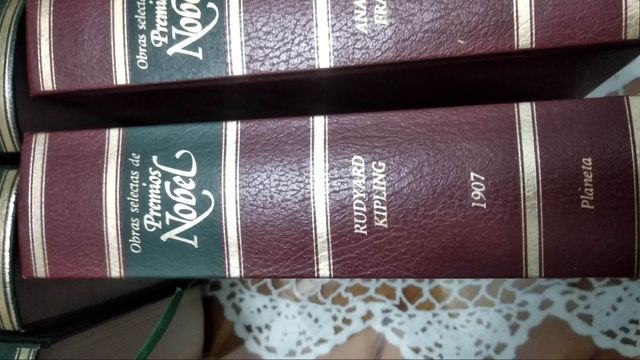 Obras selectas de
Premios
Nobel
Obras selectas de
Premios
Nobel
RUDYARD
KIPLING
1907
Planeta